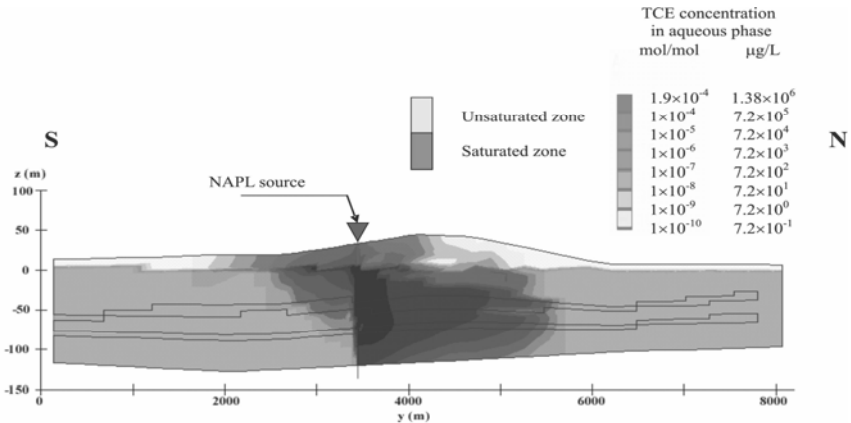 TCE concentration
in aqueous phase
mol/mol µg/L
1.9×10⁻⁴ 1.38×10⁶
1×10⁻⁴ 7.2×10⁵
1×10⁻⁵ 7.2×10⁴
1×10⁻⁶ 7.2×10³
1×10⁻⁷ 7.2×10²
1×10⁻⁸ 7.2×10¹
1×10⁻⁹ 7.2×10⁰
1×10⁻¹⁰ 7.2×10⁻¹
Unsaturated zone
Saturated zone
S
N
NAPL source
z (m)
100
50
0
-50
-100
-150
0 2000 4000 6000 8000
y (m)